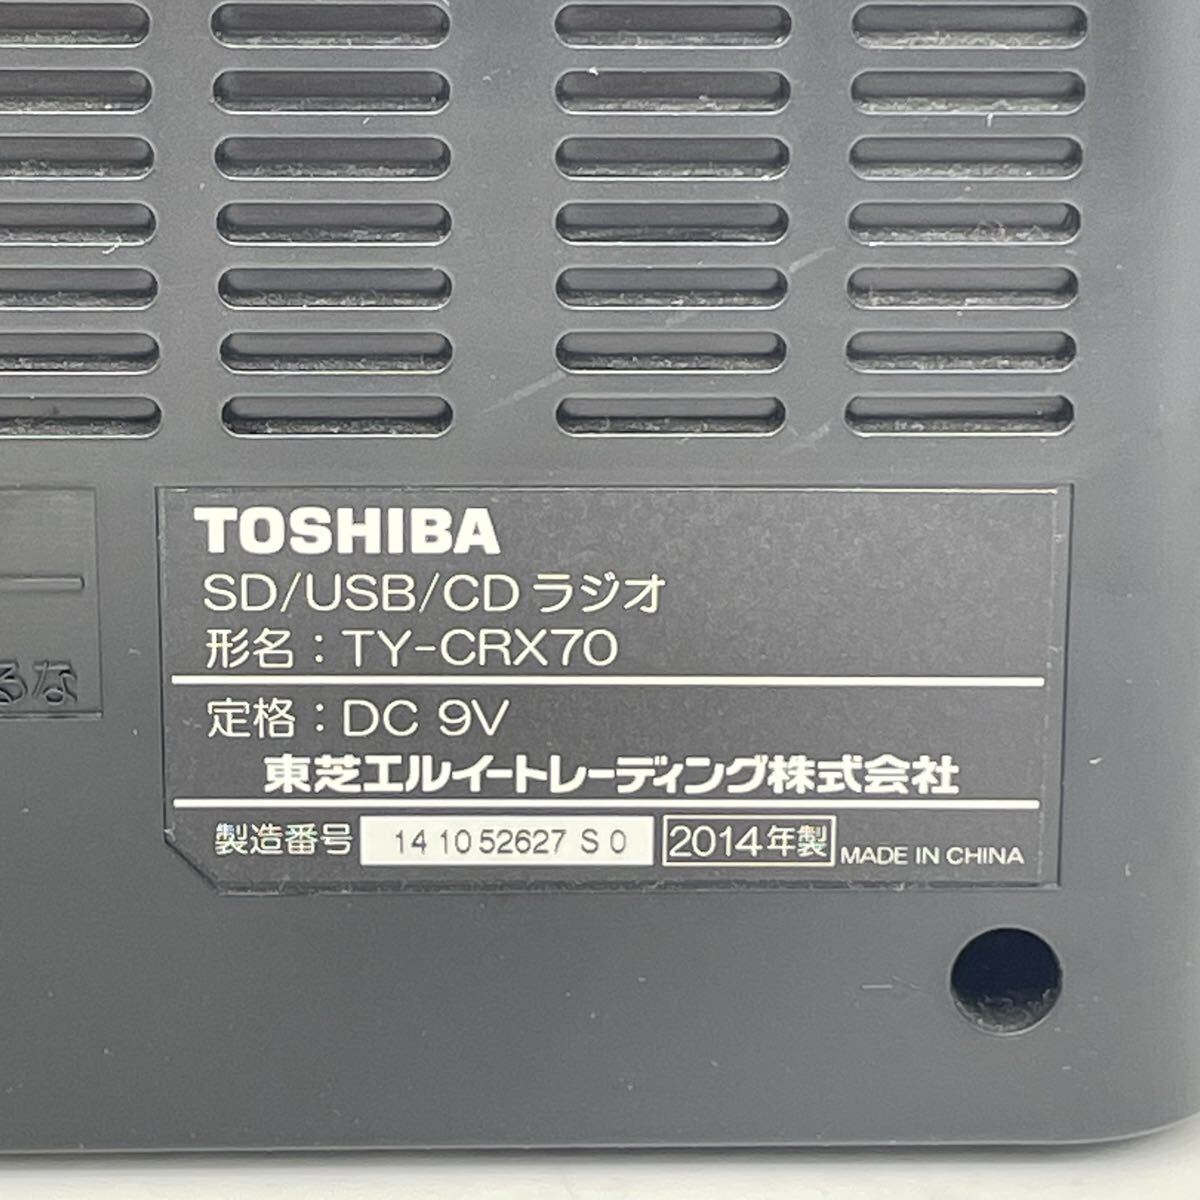 TOSHIBA
SD/USB/CD ラジオ
形名：TY-CRX70
定格：DC 9V
東芝エルイートレーディング株式会社
製造番号 14 10 52627 S 0 2014年製 MADE IN CHINA
るな